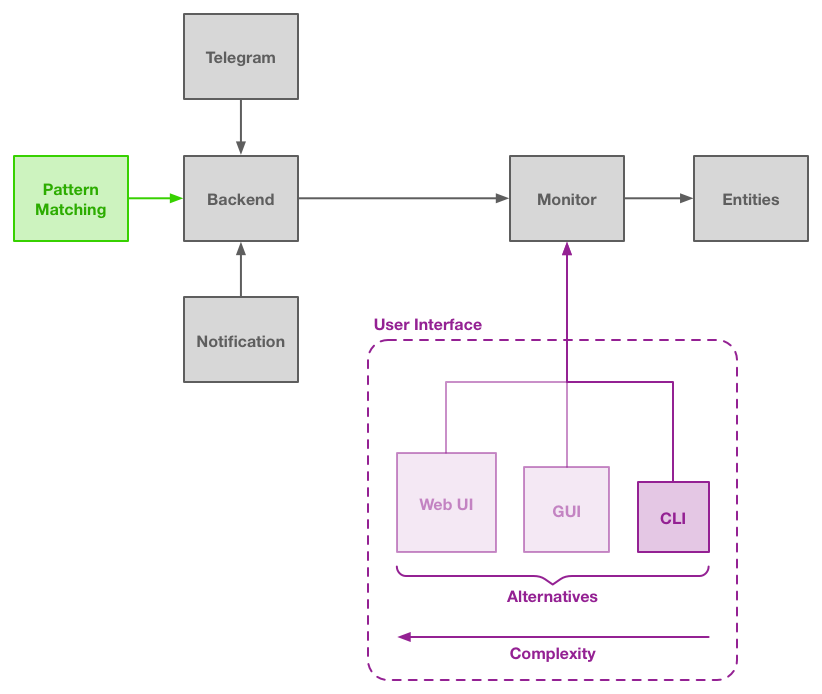 Telegram
Pattern
Matching
Backend
Monitor
Entities
Notification
User Interface
Web UI
GUI
CLI
Alternatives
Complexity